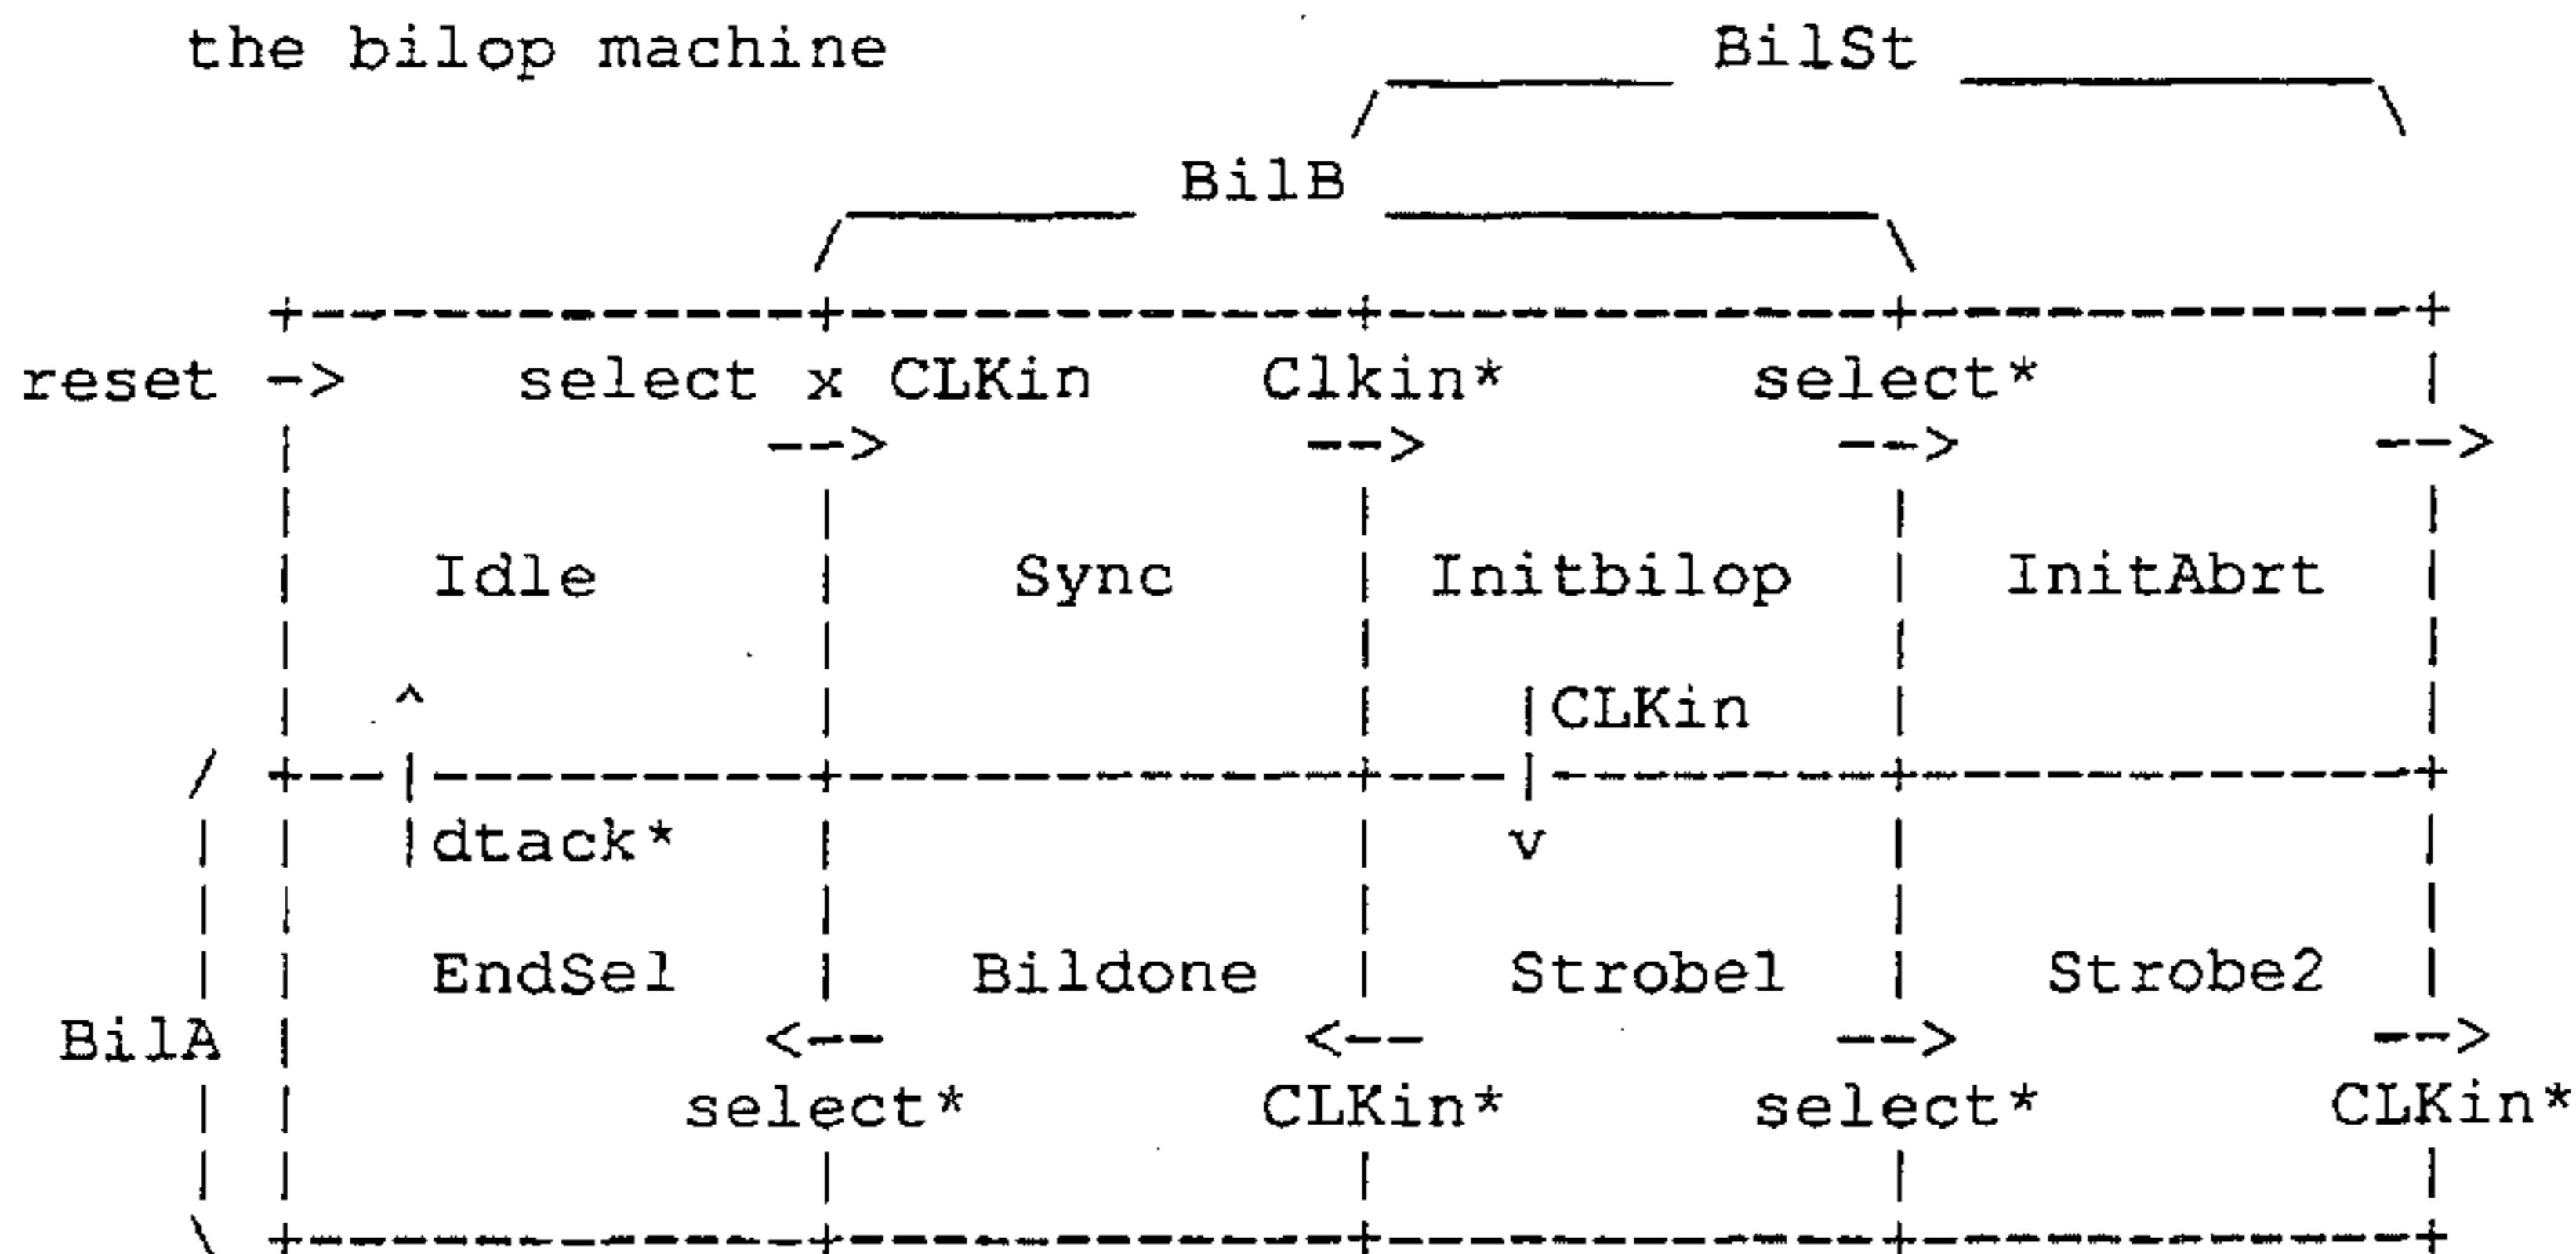 the bilop machine BilSt
BilB
reset -> select x CLKin Clkin* select*
--> --> --> -->
Idle Sync Initbilop InitAbrt
^ |CLKin
|dtack* v
EndSel Bildone Strobe1 Strobe2
BilA <-- <-- --> -->
select* CLKin* select* CLKin*